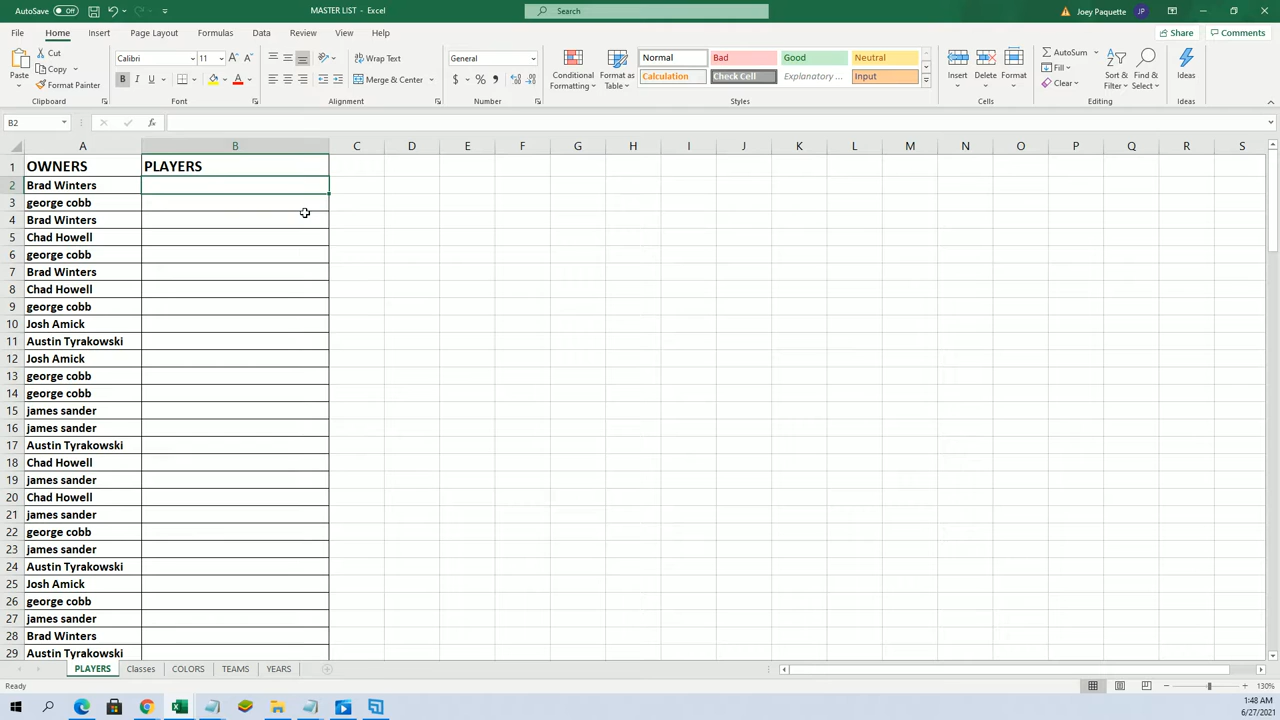 AutoSave Off MASTER LIST - Excel Search Joey Paquette JP
File Home Insert Page Layout Formulas Data Review View Help Share Comments
Paste Cut Copy Format Painter Clipboard
Calibri 11 B I U A Font
Wrap Text Merge & Center Alignment
General $ % , Number
Conditional Formatting Format as Table
Normal Bad Good Neutral
Calculation Check Cell Explanatory ... Input
Styles
Insert Delete Format Cells
AutoSum Fill Clear Sort & Filter Find & Select Editing
Ideas Ideas
B2 fx
A B C D E F G H I J K L M N O P Q R S
1 OWNERS PLAYERS
2 Brad Winters
3 george cobb
4 Brad Winters
5 Chad Howell
6 george cobb
7 Brad Winters
8 Chad Howell
9 george cobb
10 Josh Amick
11 Austin Tyrakowski
12 Josh Amick
13 george cobb
14 george cobb
15 james sander
16 james sander
17 Austin Tyrakowski
18 Chad Howell
19 james sander
20 Chad Howell
21 james sander
22 george cobb
23 james sander
24 Austin Tyrakowski
25 Josh Amick
26 george cobb
27 james sander
28 Brad Winters
29 Austin Tyrakowski
PLAYERS Classes COLORS TEAMS YEARS
Ready 130%
1:48 AM
6/27/2021